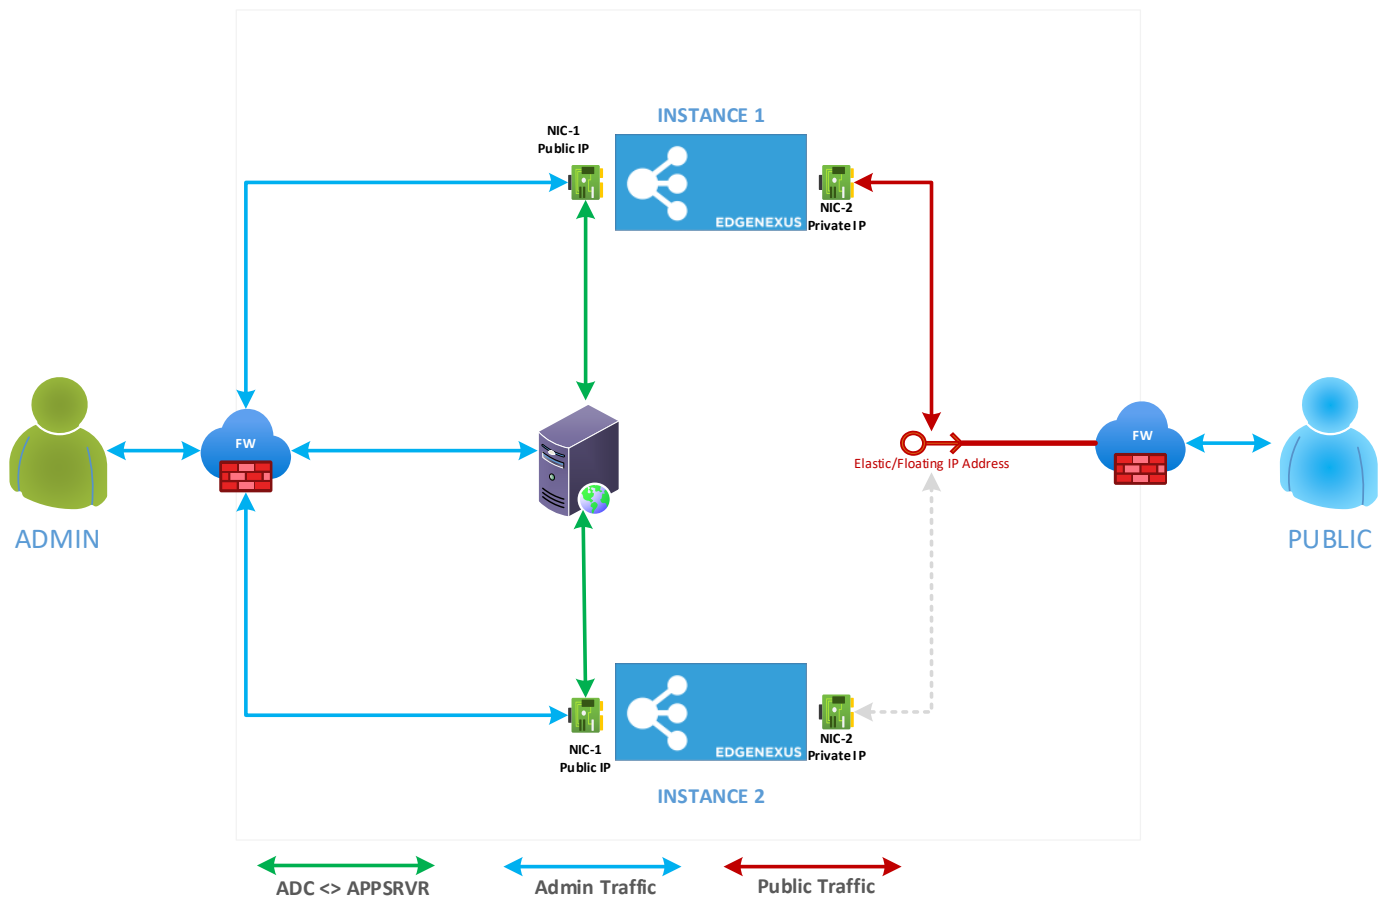 INSTANCE 1
NIC-1
Public IP
EDGENEXUS
NIC-2
Private IP
FW
Elastic/Floating IP Address
FW
ADMIN
PUBLIC
EDGENEXUS
NIC-1
Public IP
NIC-2
Private IP
INSTANCE 2
ADC <> APPSRVR
Admin Traffic
Public Traffic